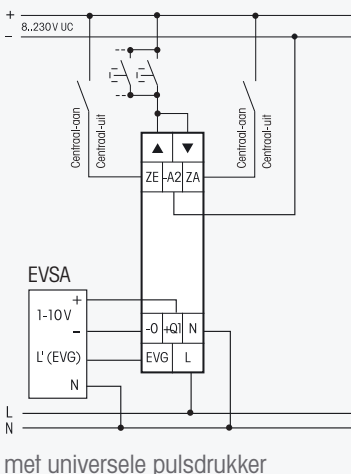 +
8..230V UC
−
Centraal-aan
Centraal-uit
Centraal-aan
Centraal-uit
▲ ▼
ZE -A2 ZA
EVSA
+
1-10V
−
L'(EVG)
N
-0 +Q1 N
EVG L
L
N
met universele pulsdrukker